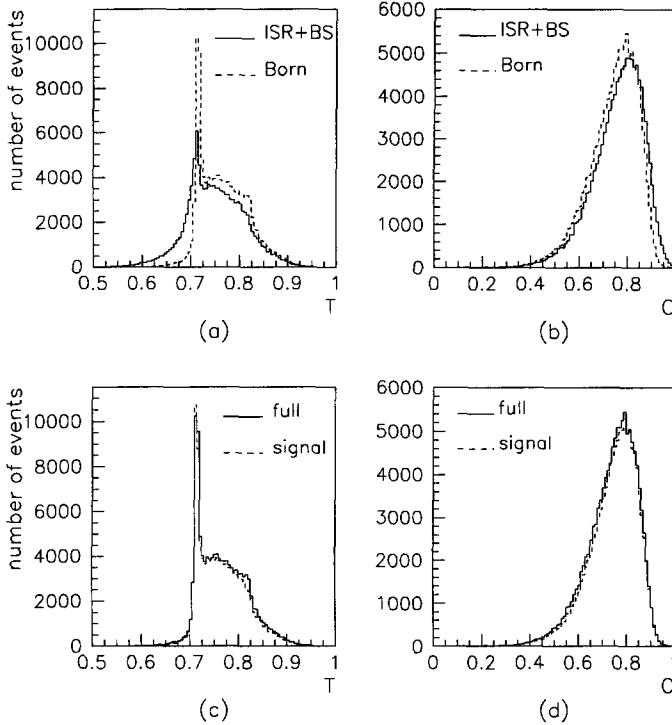 number of events
10000
8000
6000
4000
2000
0
ISR+BS
Born
0.5 0.6 0.7 0.8 0.9 1
T
(a)
6000
5000
4000
3000
2000
1000
0
ISR+BS
Born
0 0.2 0.4 0.6 0.8
(b)
number of events
10000
8000
6000
4000
2000
0
full
signal
0.5 0.6 0.7 0.8 0.9 1
T
(c)
6000
5000
4000
3000
2000
1000
0
full
signal
0 0.2 0.4 0.6 0.8
(d)